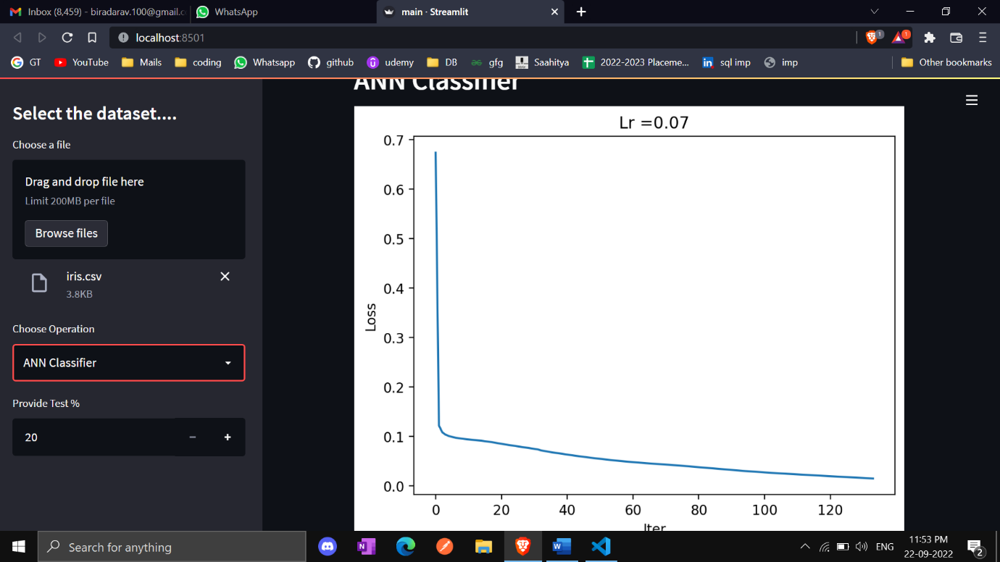 Inbox (8,459) - biradarav.100@gmail.c
WhatsApp
main · Streamlit
localhost:8501
1
1
GT
YouTube
Mails
coding
Whatsapp
github
udemy
DB
gfg
Saahitya
2022-2023 Placeme...
sql imp
imp
Other bookmarks
Select the dataset....
Choose a file
Drag and drop file here
Limit 200MB per file
Browse files
iris.csv
3.8KB
Choose Operation
ANN Classifier
Provide Test %
20
ANN Classifier
Lr =0.07
0.7
0.6
0.5
0.4
0.3
0.2
0.1
0.0
Loss
0 20 40 60 80 100 120
Iter
Search for anything
ENG
11:53 PM
22-09-2022
2